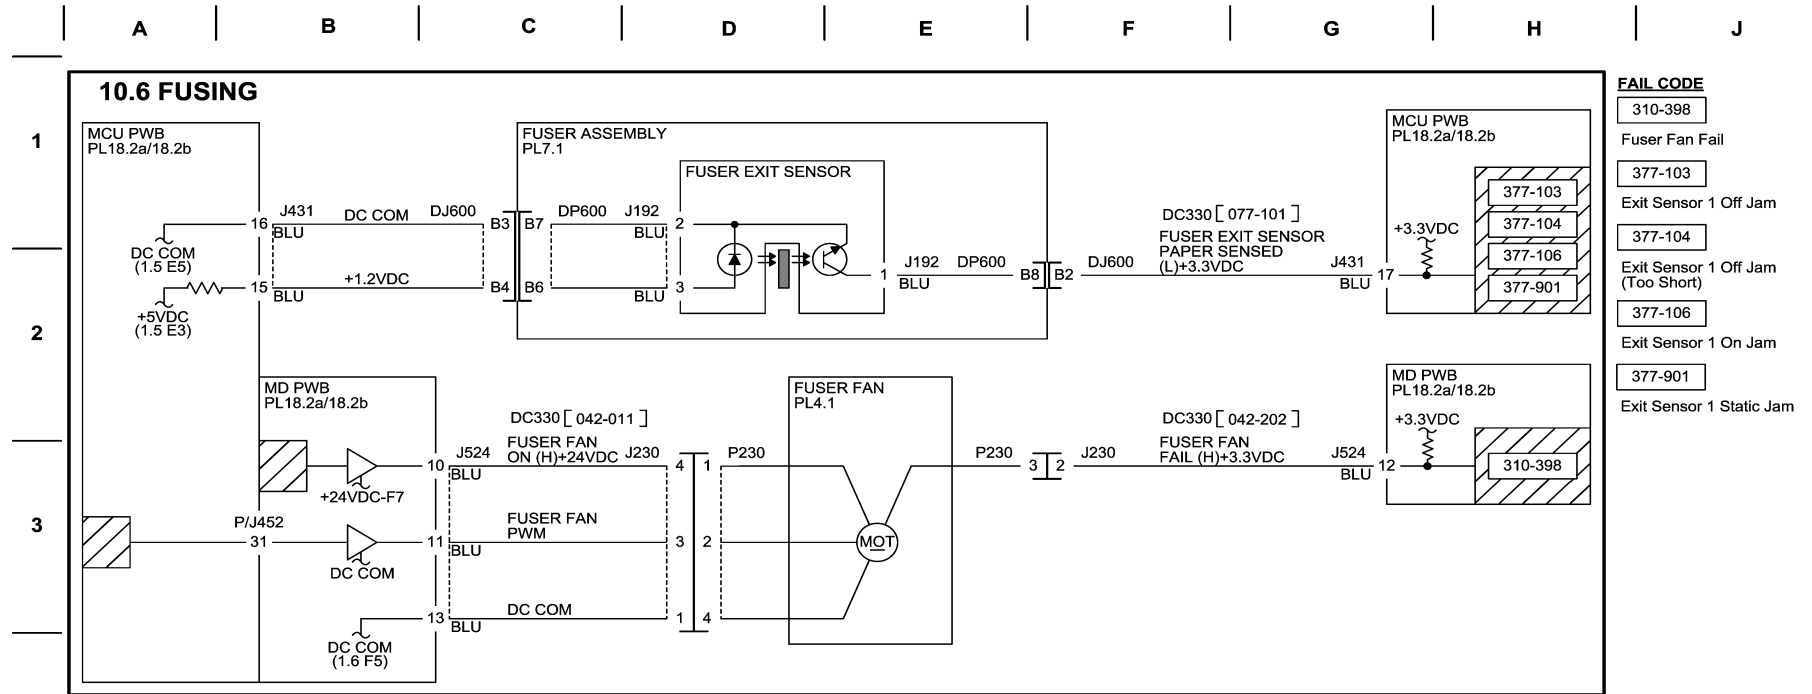 A B C D E F G H J
10.6 FUSING
1
2
3
MCU PWB
PL18.2a/18.2b
16
J431
BLU
DC COM
DJ600
B3
B7
DP600
J192
BLU
2
DC COM
(1.5 E5)
15
BLU
+1.2VDC
B4
B6
BLU
3
+5VDC
(1.5 E3)
FUSER ASSEMBLY
PL7.1
FUSER EXIT SENSOR
1
J192
BLU
DP600
B8
B2
DJ600
DC330 [ 077-101 ]
FUSER EXIT SENSOR
PAPER SENSED
(L)+3.3VDC
J431
BLU
17
MCU PWB
PL18.2a/18.2b
+3.3VDC
377-103
377-104
377-106
377-901
MD PWB
PL18.2a/18.2b
+24VDC-F7
10
J524
BLU
DC330 [ 042-011 ]
FUSER FAN
ON (H)+24VDC
J230
4
1
P230
P/J452
31
DC COM
11
BLU
FUSER FAN
PWM
3
2
DC COM
(1.6 F5)
13
BLU
DC COM
1
4
FUSER FAN
PL4.1
MOT
P230
3
2
J230
DC330 [ 042-202 ]
FUSER FAN
FAIL (H)+3.3VDC
J524
BLU
12
MD PWB
PL18.2a/18.2b
+3.3VDC
310-398
FAIL CODE
310-398
Fuser Fan Fail
377-103
Exit Sensor 1 Off Jam
377-104
Exit Sensor 1 Off Jam
(Too Short)
377-106
Exit Sensor 1 On Jam
377-901
Exit Sensor 1 Static Jam